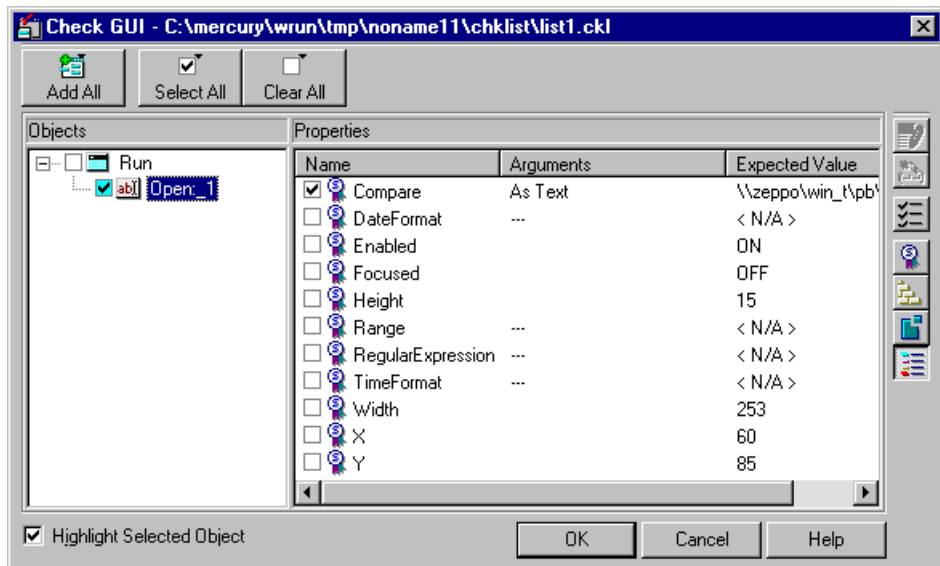 Check GUI - C:\mercury\wrun\tmp\noname11\chklist\list1.ckl
Add All Select All Clear All
Objects Properties
Run
Open:_1
Name Arguments Expected Value
Compare As Text \\zeppo\win_t\pb\
DateFormat --- < N/A >
Enabled ON
Focused OFF
Height 15
Range --- < N/A >
RegularExpression --- < N/A >
TimeFormat --- < N/A >
Width 253
X 60
Y 85
Highlight Selected Object OK Cancel Help